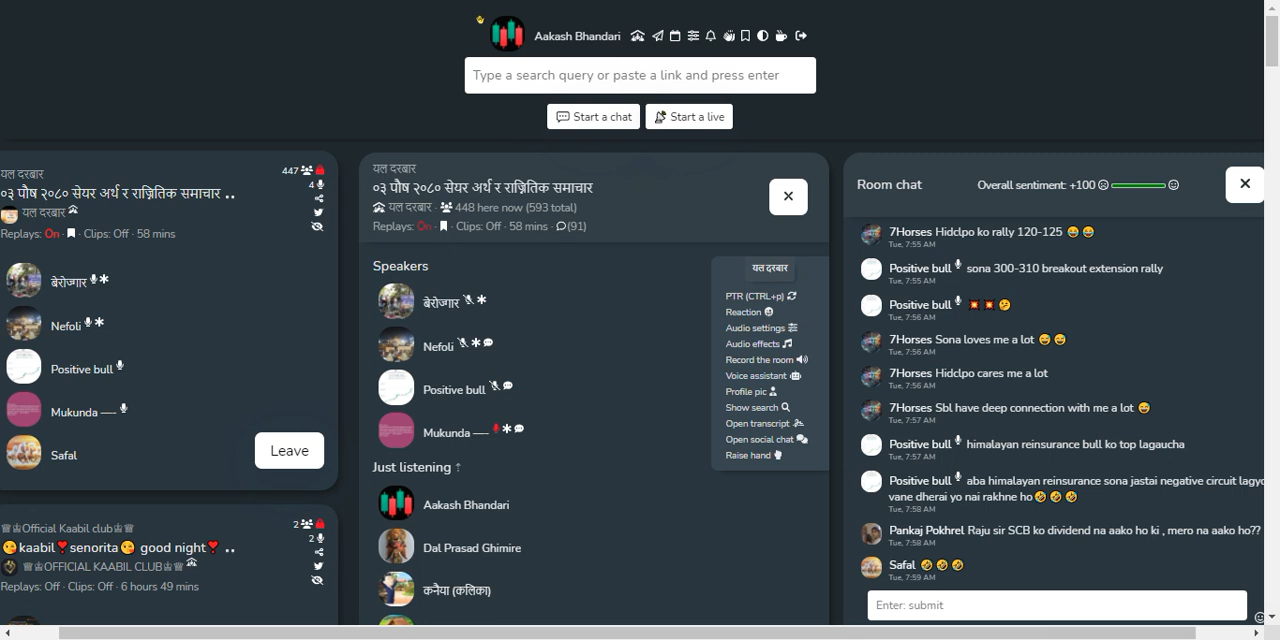 Aakash Bhandari
Type a search query or paste a link and press enter
Start a chat
Start a live
यल दरबार
447
०३ पौष २०८० सेयर अर्थ र राज्नितिक समाचार ..
4
यल दरबार
Replays: On · Clips: Off · 58 mins
बेरोज्गार
Nefoli
Positive bull
Mukunda ----
Safal
Leave
♕♔Official Kaabil club♔♕
2
😘kaabil❣️senorita😘 good night❣️ ..
2
♕♔OFFICIAL KAABIL CLUB♔♕
Replays: Off · Clips: Off · 6 hours 49 mins
यल दरबार
०३ पौष २०८० सेयर अर्थ र राज्नितिक समाचार
यल दरबार · 448 here now (593 total)
Replays: On · Clips: Off · 58 mins · (91)
Speakers
बेरोज्गार
Nefoli
Positive bull
Mukunda ----
Just listening ↑
Aakash Bhandari
Dal Prasad Ghimire
कनैया (कलिका)
यल दरबार
PTR (CTRL+p)
Reaction
Audio settings
Audio effects
Record the room
Voice assistant
Profile pic
Show search
Open transcript
Open social chat
Raise hand
Room chat
Overall sentiment: +100
7Horses Hidclpo ko rally 120-125 😂 😂
Tue, 7:55 AM
Positive bull sona 300-310 breakout extension rally
Tue, 7:55 AM
Positive bull 💥 💥 🤔
Tue, 7:56 AM
7Horses Sona loves me a lot 😅 😅
Tue, 7:56 AM
7Horses Hidclpo cares me a lot
Tue, 7:56 AM
7Horses Sbl have deep connection with me a lot 😅
Tue, 7:57 AM
Positive bull himalayan reinsurance bull ko top lagaucha
Tue, 7:57 AM
Positive bull aba himalayan reinsurance sona jastai negative circuit lagyo
vane dherai yo nai rakhne ho🤣 🤣 🤣
Tue, 7:58 AM
Pankaj Pokhrel Raju sir SCB ko dividend na aako ho ki , mero na aako ho??
Tue, 7:58 AM
Safal 🤣 🤣 🤣
Tue, 7:59 AM
Enter: submit